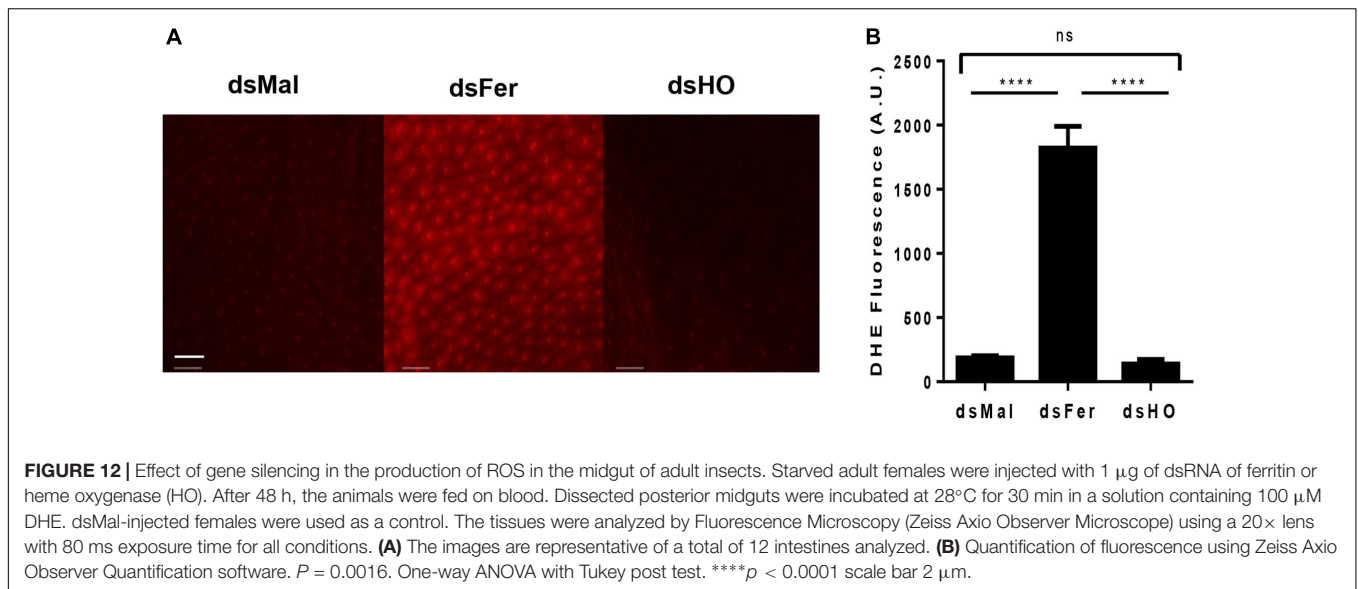 A
dsMal dsFer dsHO
B
ns
**** ****
DHE Fluorescence (A.U.)
2500
2000
1500
1000
500
0
dsMal dsFer dsHO
FIGURE 12 | Effect of gene silencing in the production of ROS in the midgut of adult insects. Starved adult females were injected with 1 μg of dsRNA of ferritin or
heme oxygenase (HO). After 48 h, the animals were fed on blood. Dissected posterior midguts were incubated at 28°C for 30 min in a solution containing 100 μM
DHE. dsMal-injected females were used as a control. The tissues were analyzed by Fluorescence Microscopy (Zeiss Axio Observer Microscope) using a 20× lens
with 80 ms exposure time for all conditions. (A) The images are representative of a total of 12 intestines analyzed. (B) Quantification of fluorescence using Zeiss Axio
Observer Quantification software. P = 0.0016. One-way ANOVA with Tukey post test. ****p < 0.0001 scale bar 2 μm.